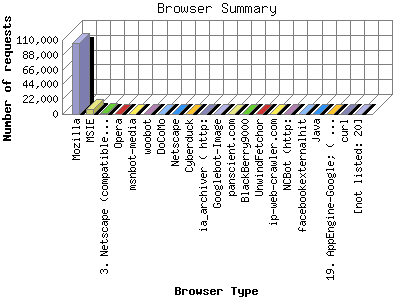 Browser Summary
Number of requests
110,000
88,000
66,000
44,000
22,000
0
Mozilla
MSIE
3. Netscape (compatible...
Opera
msnbot-media
woobot
DoCoMo
Netscape
Cyberduck
ia_archiver ( http:
Googlebot-Image
panscient.com
BlackBerry9000
UnwindFetchor
ip-web-crawler.com
NCBot (http:
facebookexternalhit
Java
19. AppEngine-Google; ( ...
curl
[not listed: 20]
Browser Type